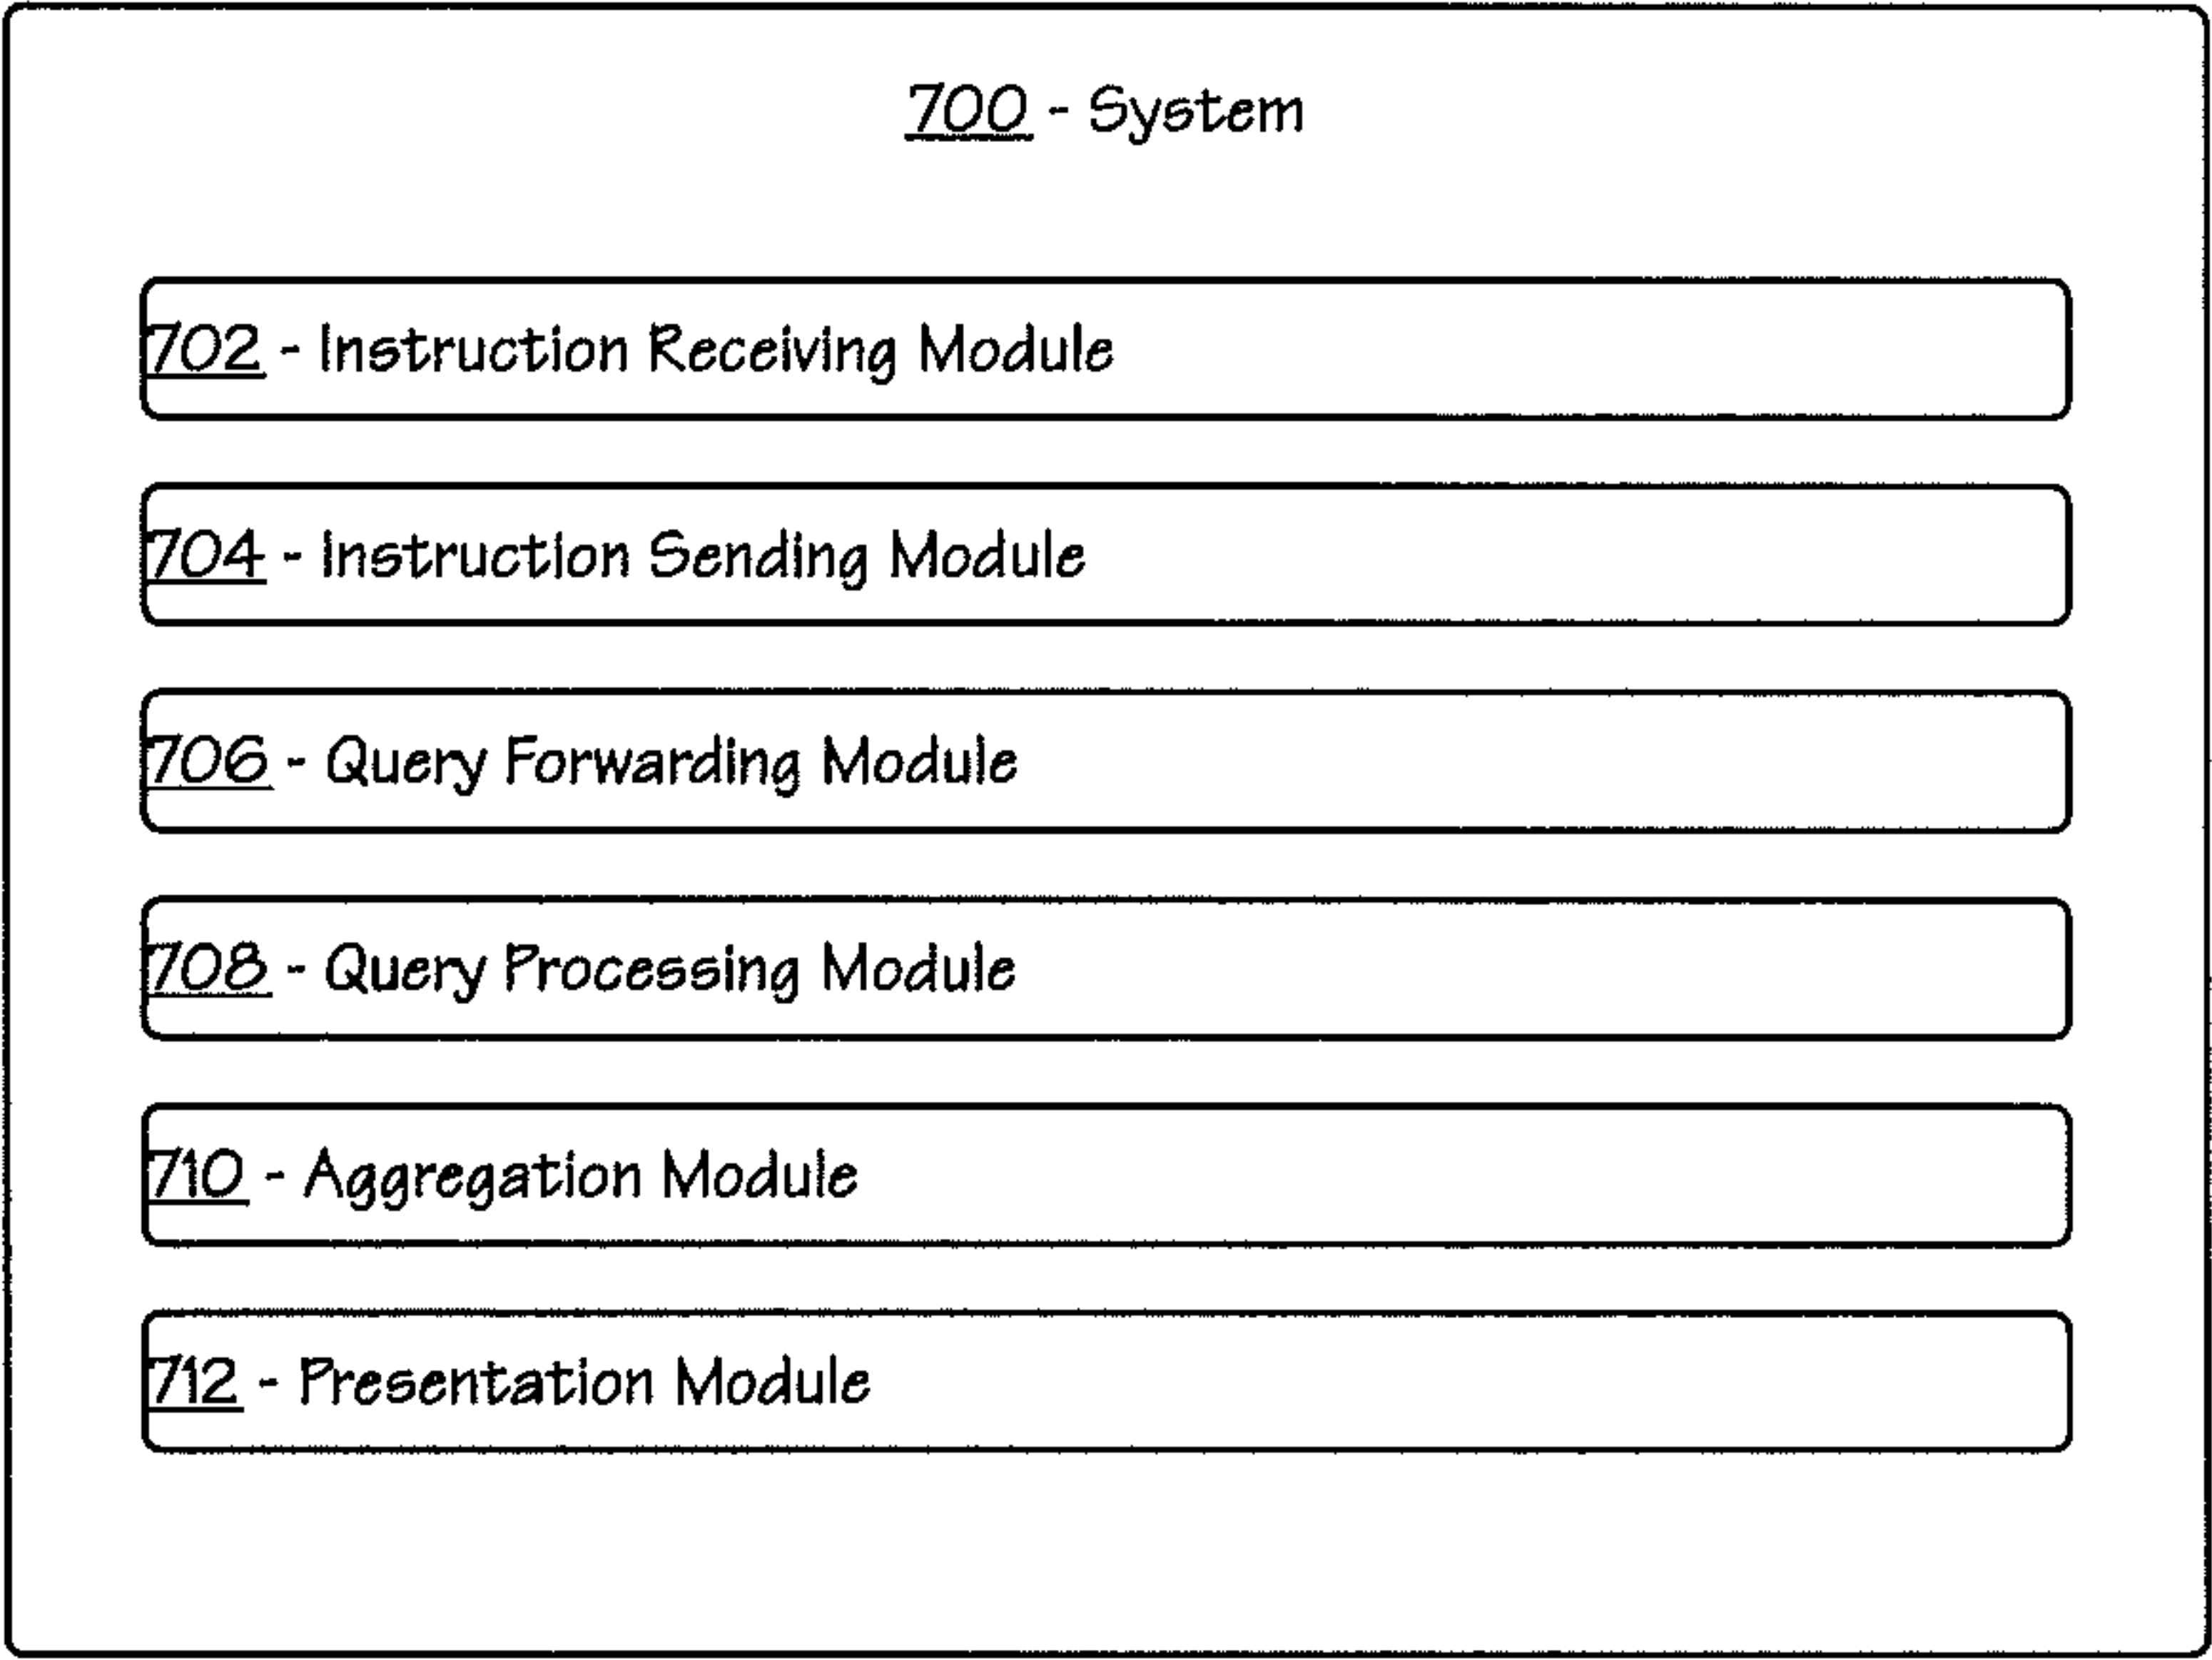 700 - System
702 - Instruction Receiving Module
704 - Instruction Sending Module
706 - Query Forwarding Module
708 - Query Processing Module
710 - Aggregation Module
712 - Presentation Module